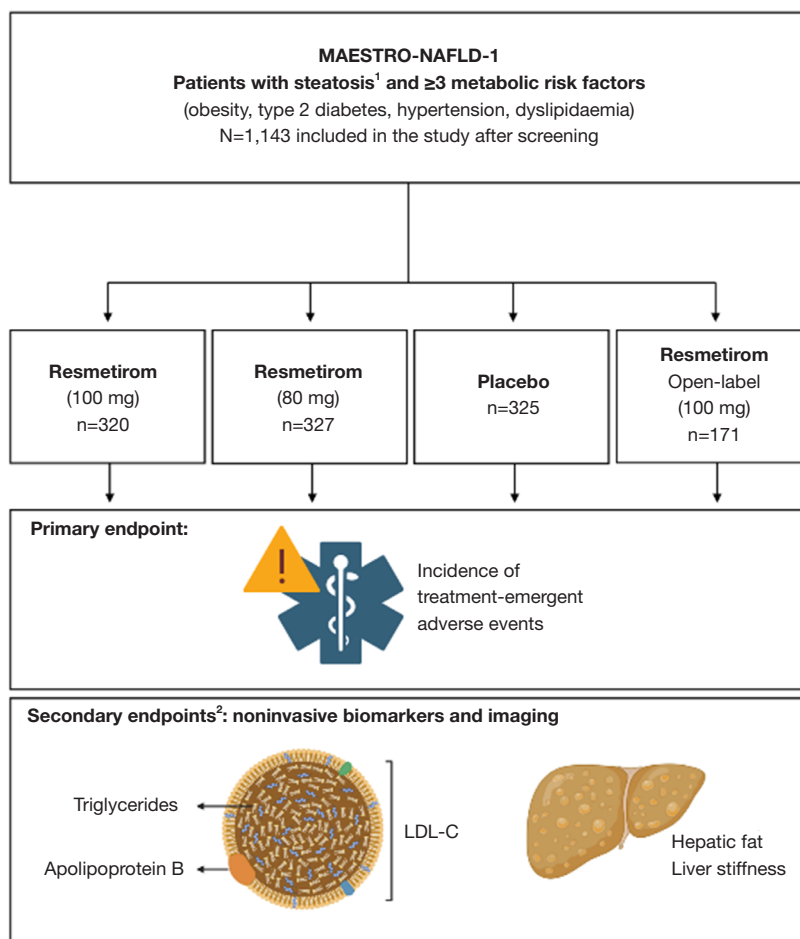 MAESTRO-NAFLD-1
Patients with steatosis¹ and ≥3 metabolic risk factors
(obesity, type 2 diabetes, hypertension, dyslipidaemia)
N=1,143 included in the study after screening
Resmetirom
(100 mg)
n=320
Resmetirom
(80 mg)
n=327
Placebo
n=325
Resmetirom
Open-label
(100 mg)
n=171
Primary endpoint:
!
Incidence of
treatment-emergent
adverse events
Secondary endpoints²: noninvasive biomarkers and imaging
Triglycerides
Apolipoprotein B
LDL-C
Hepatic fat
Liver stiffness